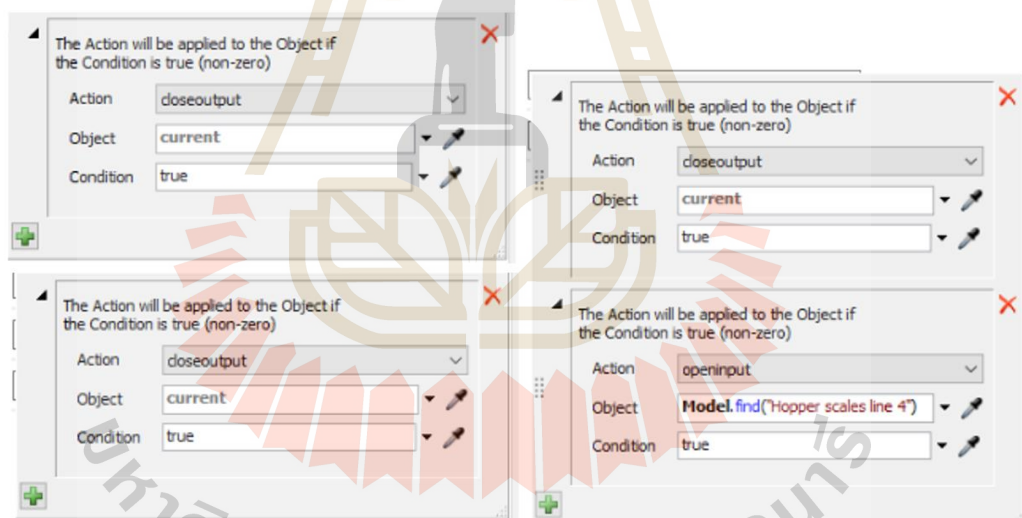 The Action will be applied to the Object if
the Condition is true (non-zero)
Action closeoutput
Object current
Condition true
The Action will be applied to the Object if
the Condition is true (non-zero)
Action closeoutput
Object current
Condition true
The Action will be applied to the Object if
the Condition is true (non-zero)
Action closeoutput
Object current
Condition true
The Action will be applied to the Object if
the Condition is true (non-zero)
Action openinput
Object Model.find("Hopper scales line 4")
Condition true